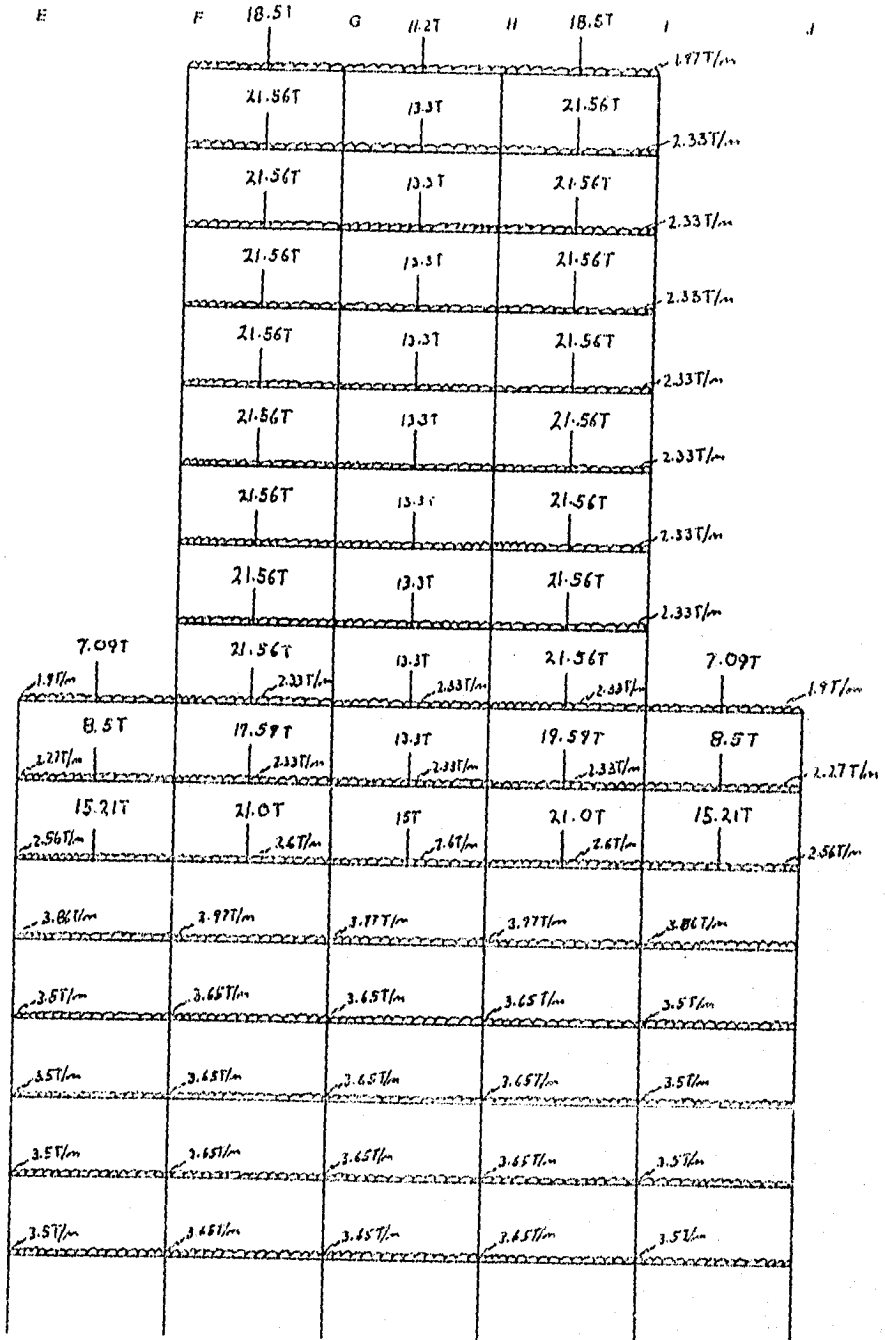 E F 18.5T G 11.2T H 18.5T I J
1.97T/m
21.56T 13.3T 21.56T
2.33T/m
21.56T 13.3T 21.56T
2.33T/m
21.56T 13.3T 21.56T
2.33T/m
21.56T 13.3T 21.56T
2.33T/m
21.56T 13.3T 21.56T
2.33T/m
21.56T 13.3T 21.56T
2.33T/m
21.56T 13.3T 21.56T
2.33T/m
7.09T 21.56T 13.3T 21.56T 7.09T
1.9T/m 2.33T/m 2.33T/m 2.33T/m 1.9T/m
8.5T 19.59T 13.3T 19.59T 8.5T
2.27T/m 2.33T/m 2.33T/m 2.33T/m 2.27T/m
15.21T 21.0T 15T 21.0T 15.21T
2.56T/m 2.6T/m 2.6T/m 2.6T/m 2.56T/m
3.86T/m 3.97T/m 3.97T/m 3.97T/m 3.86T/m
3.5T/m 3.65T/m 3.65T/m 3.65T/m 3.5T/m
3.5T/m 3.65T/m 3.65T/m 3.65T/m 3.5T/m
3.5T/m 3.65T/m 3.65T/m 3.65T/m 3.5T/m
3.5T/m 3.65T/m 3.65T/m 3.65T/m 3.5T/m